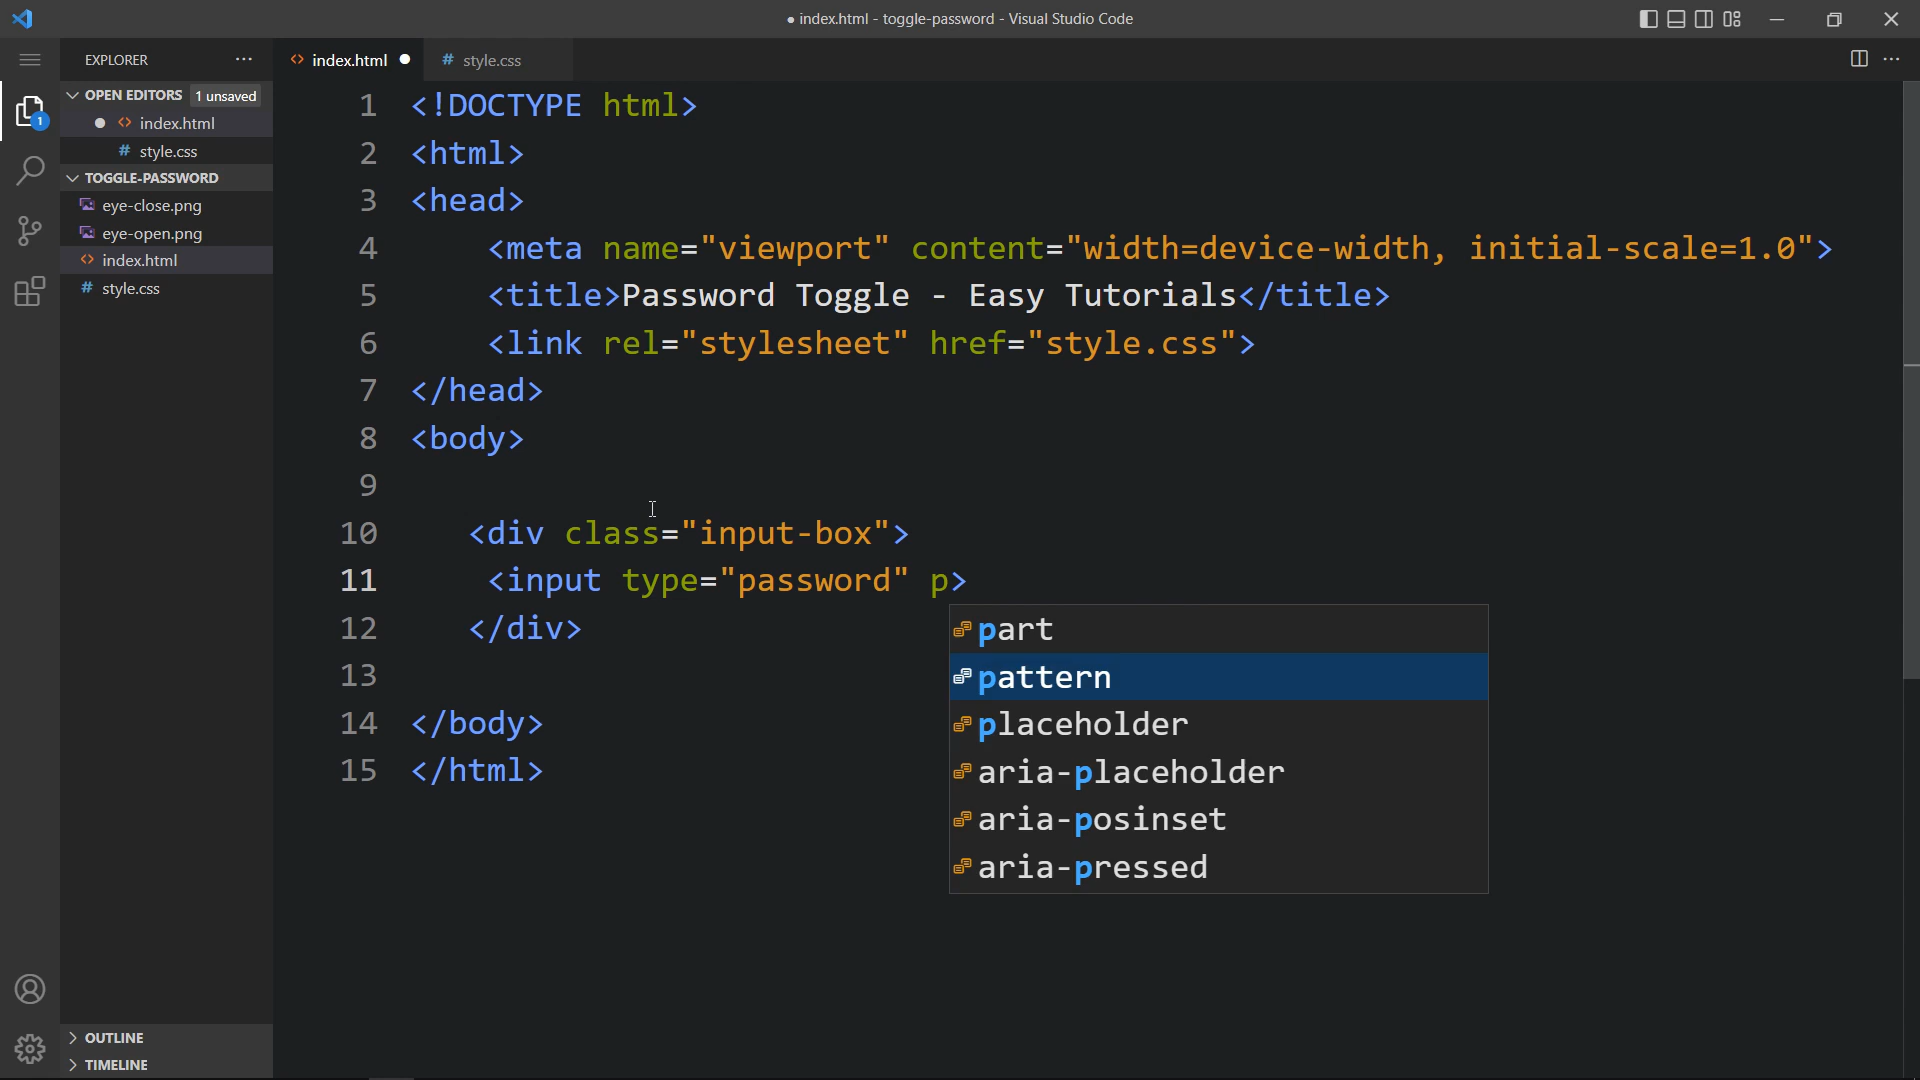 ● index.html - toggle-password - Visual Studio Code
EXPLORER
OPEN EDITORS 1 unsaved
index.html
style.css
TOGGLE-PASSWORD
eye-close.png
eye-open.png
index.html
style.css
OUTLINE
TIMELINE
1
index.html
style.css
1 <!DOCTYPE html>
2 <html>
3 <head>
4 <meta name="viewport" content="width=device-width, initial-scale=1.0">
5 <title>Password Toggle - Easy Tutorials</title>
6 <link rel="stylesheet" href="style.css">
7 </head>
8 <body>
9
10 <div class="input-box">
11 <input type="password" p>
12 </div>
13
14 </body>
15 </html>
part
pattern
placeholder
aria-placeholder
aria-posinset
aria-pressed